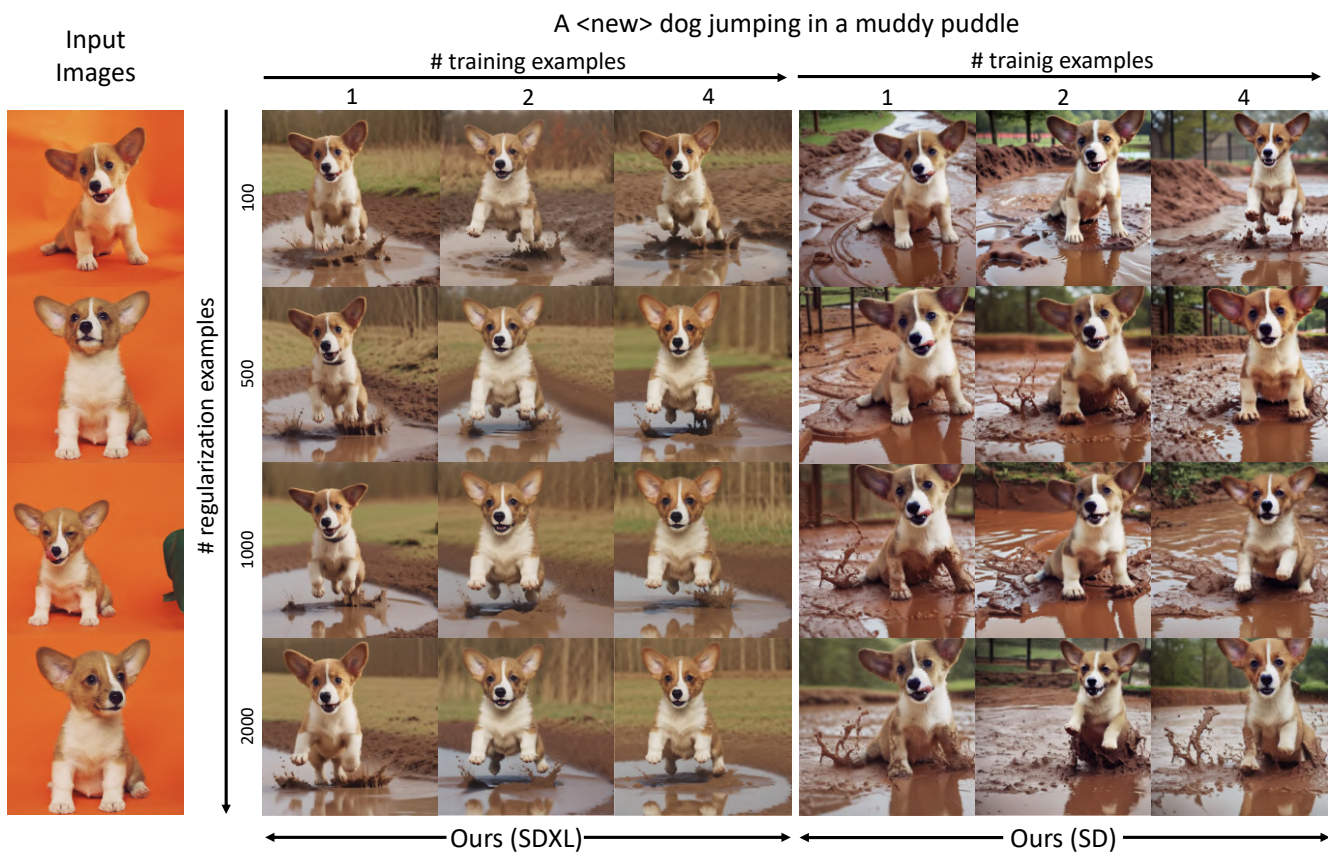 A <new> dog jumping in a muddy puddle
Input
Images
# training examples
# trainig examples
1
2
4
1
2
4
# regularization examples
100
500
1000
2000
Ours (SDXL)
Ours (SD)